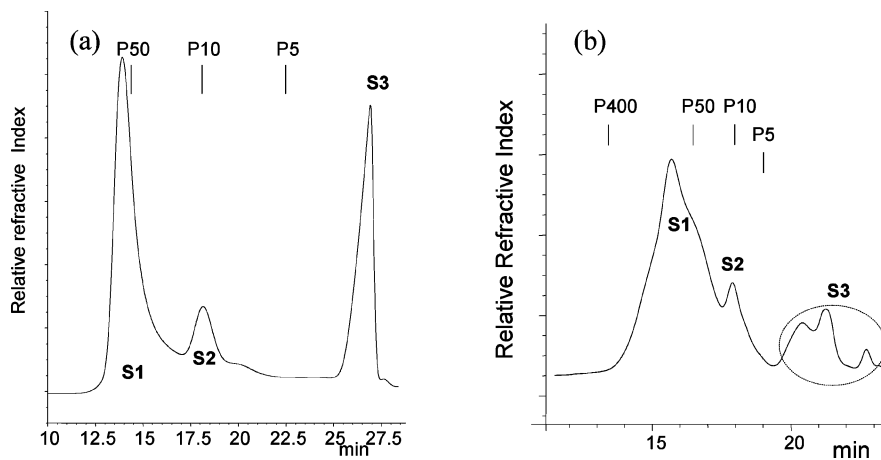 (a)
P50 P10 P5
S3
Relative refractive Index
S1
S2
10 12.5 15 17.5 20 22.5 25 27.5
min
(b)
P400 P50 P10
P5
Relative Refractive Index
S1
S2
S3
15 20
min